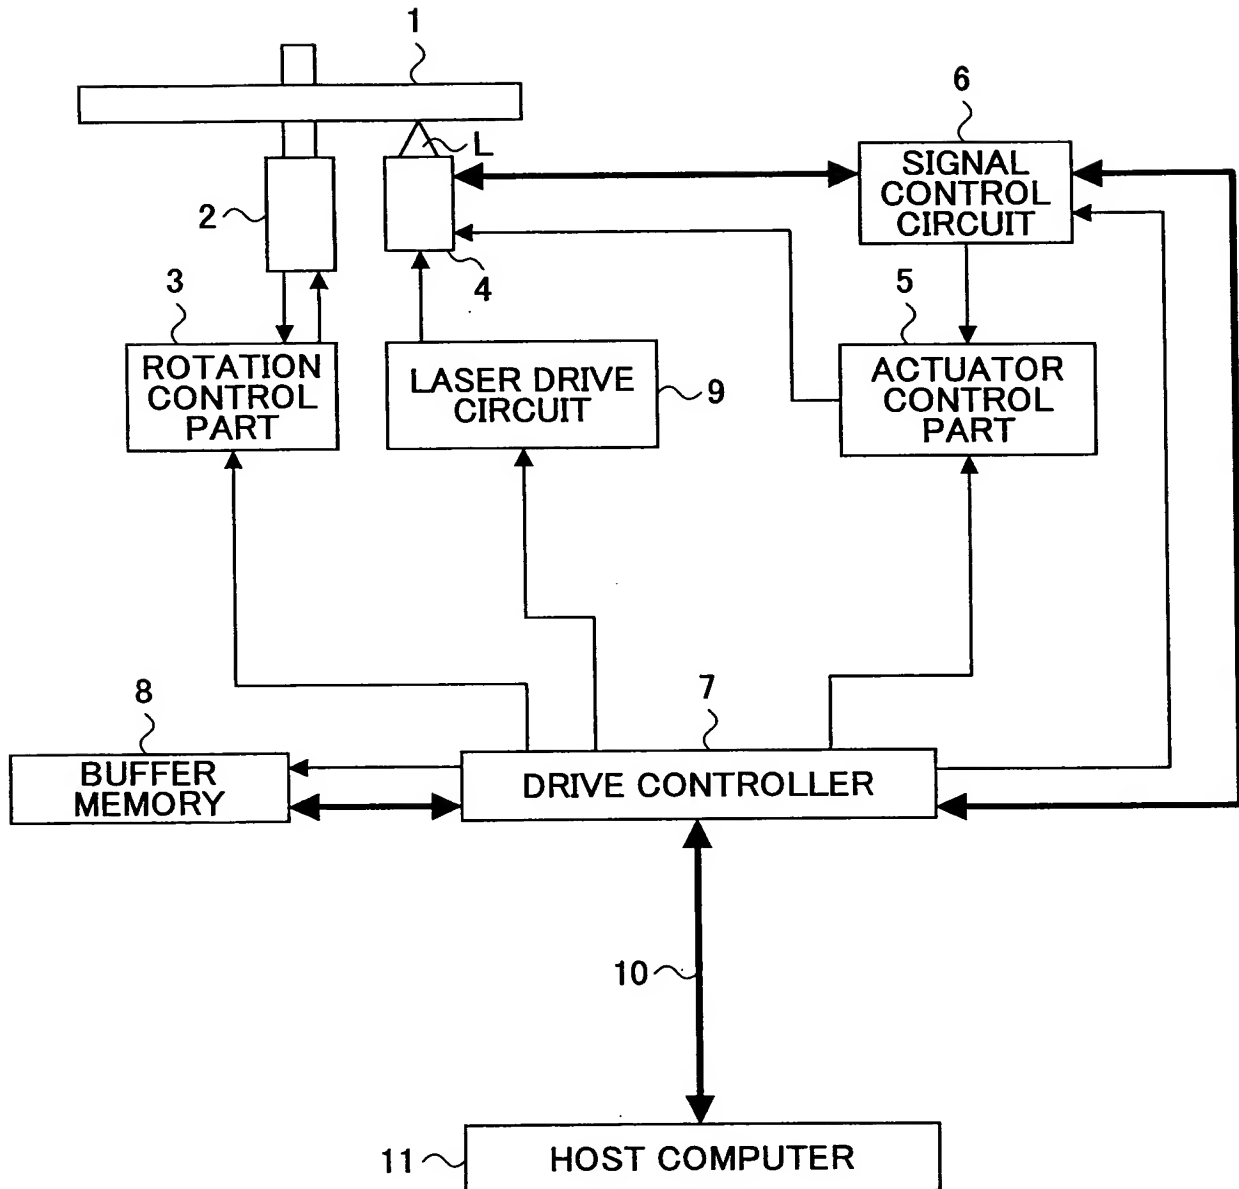 1
6
L
SIGNAL
CONTROL
CIRCUIT
2
3
4
5
ROTATION
CONTROL
PART
LASER DRIVE
CIRCUIT
9
ACTUATOR
CONTROL
PART
8
7
BUFFER
MEMORY
DRIVE CONTROLLER
10
11
HOST COMPUTER